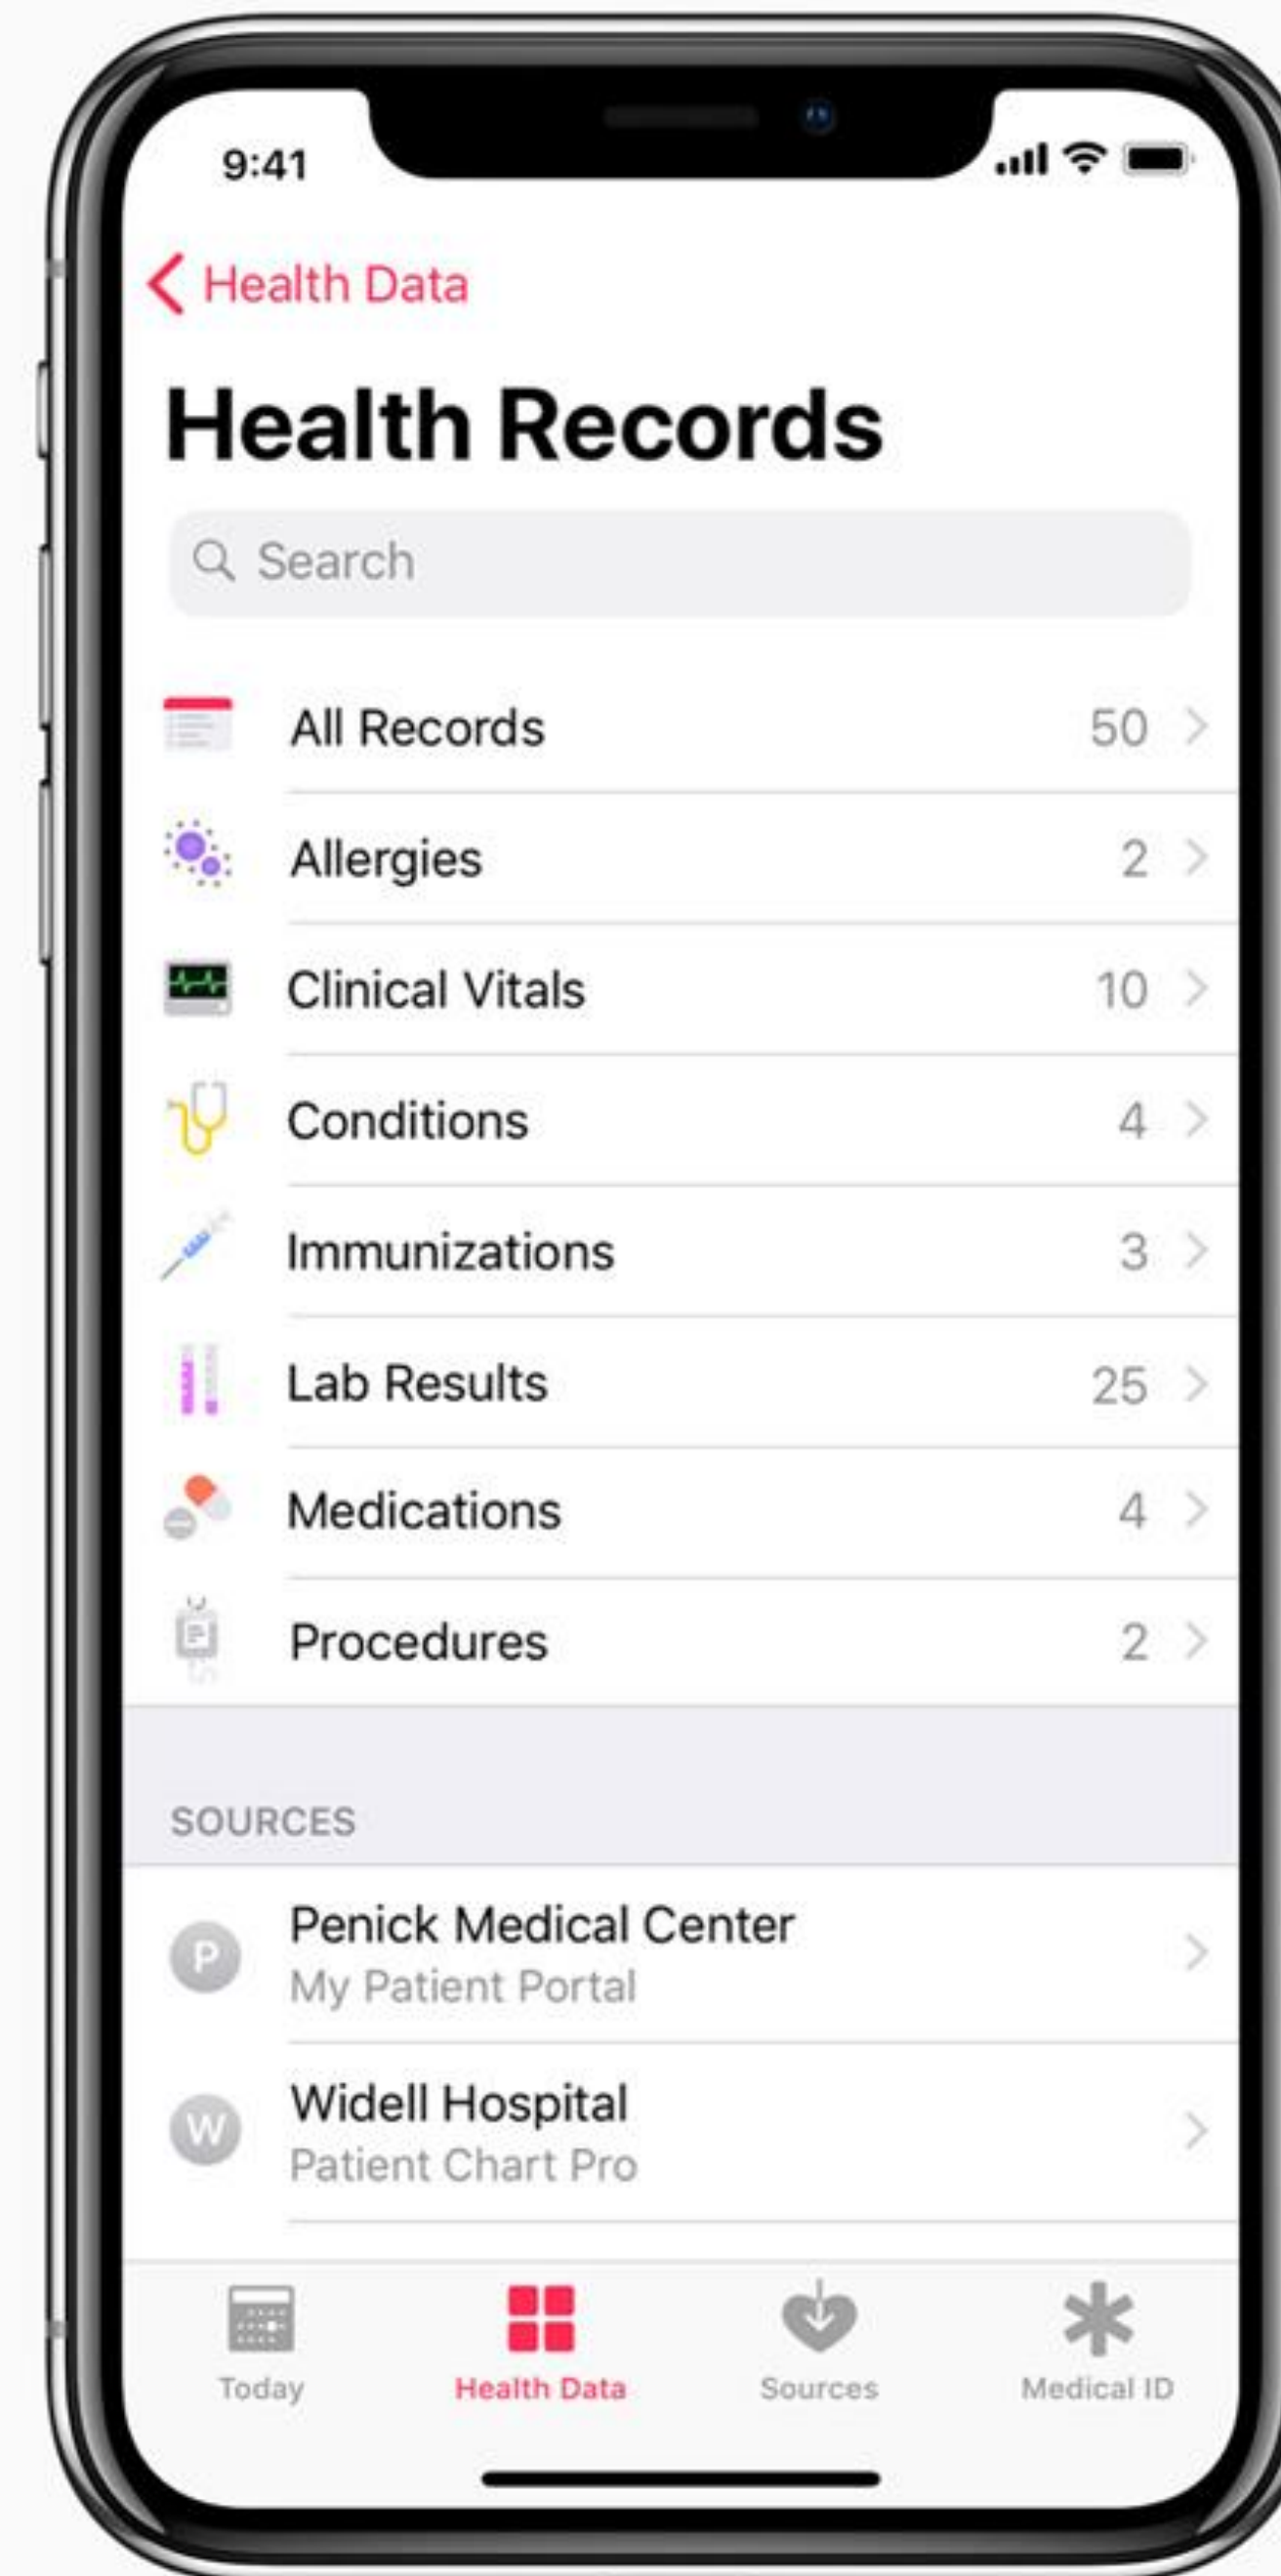 9:41
Health Data
Health Records
Search
All Records 50
Allergies 2
Clinical Vitals 10
Conditions 4
Immunizations 3
Lab Results 25
Medications 4
Procedures 2
SOURCES
P
Penick Medical Center
My Patient Portal
W
Widell Hospital
Patient Chart Pro
Today Health Data Sources Medical ID